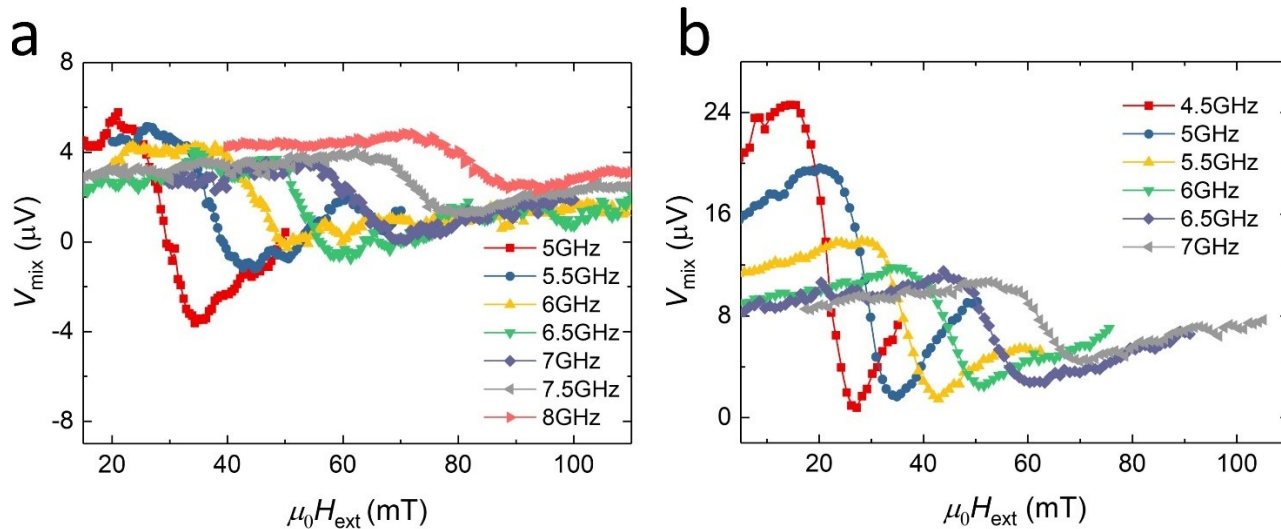 a
8
4
0
-4
-8
V_mix (μV)
20 40 60 80 100
μ₀H_ext (mT)
5GHz
5.5GHz
6GHz
6.5GHz
7GHz
7.5GHz
8GHz
b
24
16
8
0
V_mix (μV)
20 40 60 80 100
μ₀H_ext (mT)
4.5GHz
5GHz
5.5GHz
6GHz
6.5GHz
7GHz